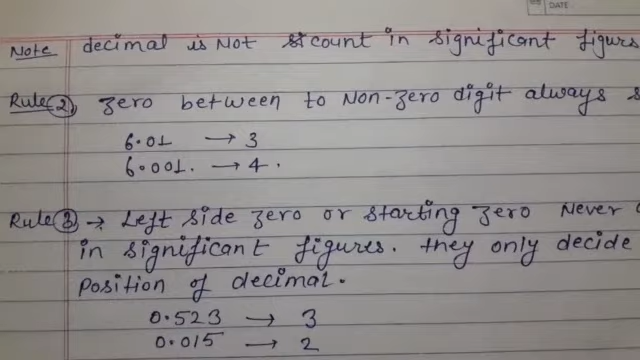 DATE
Note decimal is Not count in significant figurs
Rule 2 Zero between to Non-zero digit always s
6.01 → 3
6.001. → 4.
Rule 3 → Left side zero or starting zero Never
in significant figures. they only decide
Position of decimal.
0.523 → 3
0.015 → 2